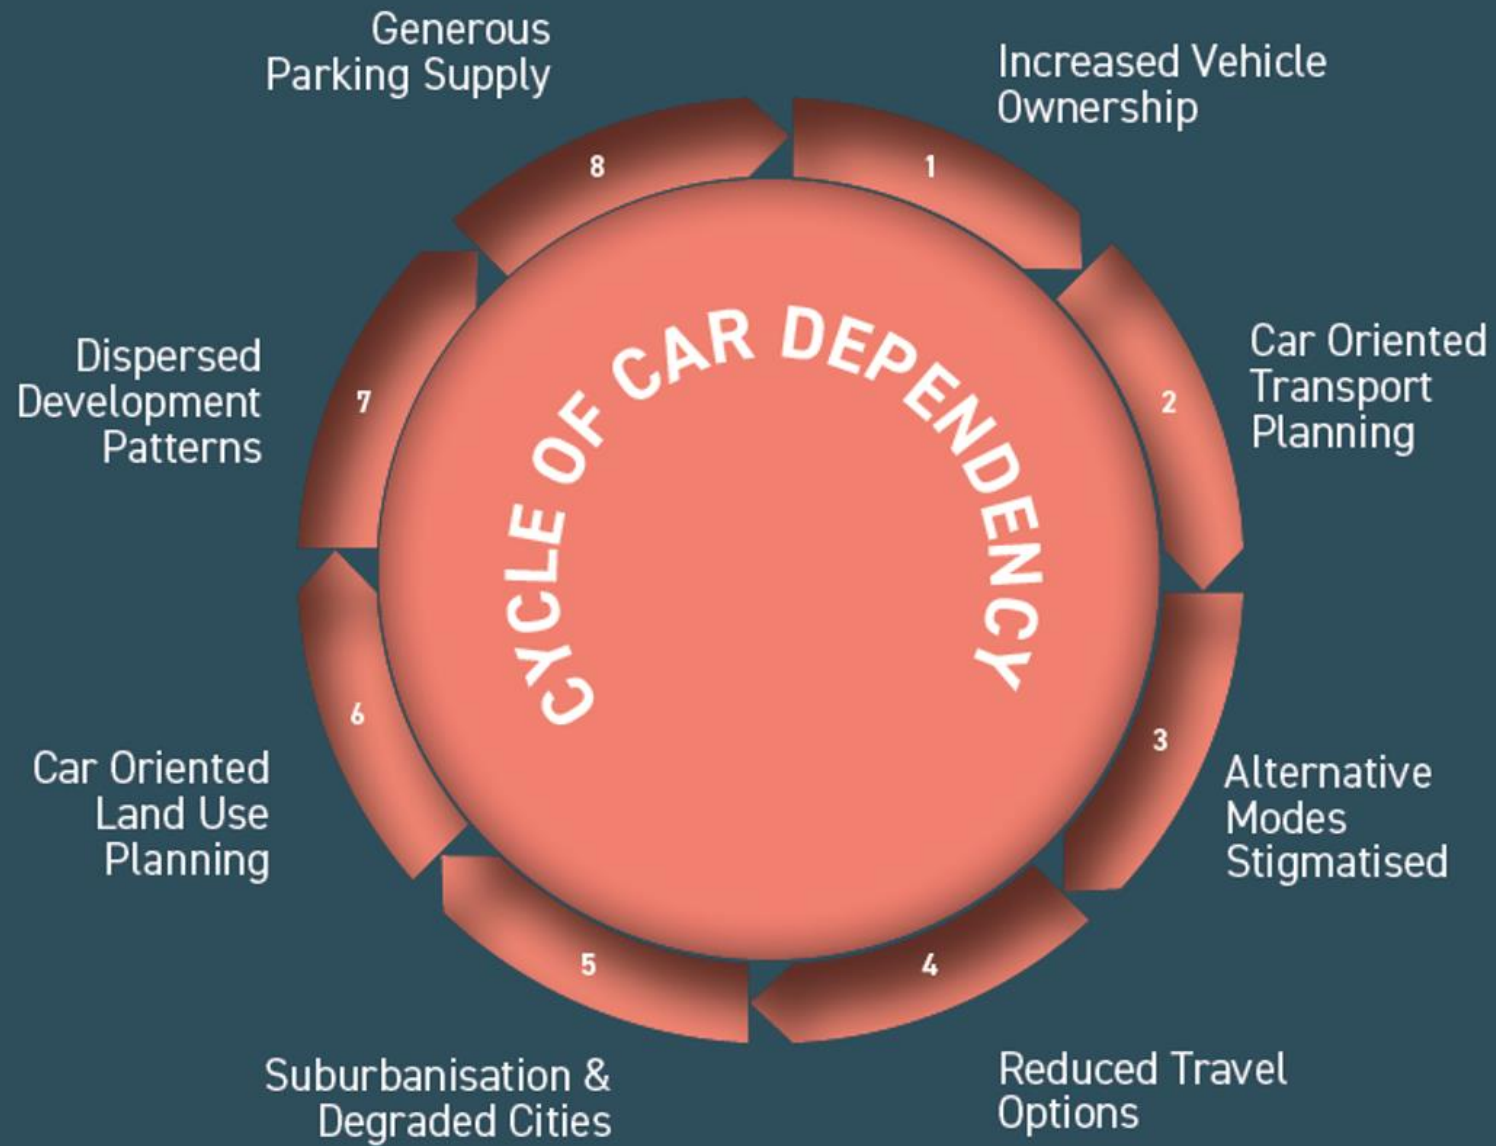 CYCLE OF CAR DEPENDENCY
1
Increased Vehicle
Ownership
2
Car Oriented
Transport
Planning
3
Alternative
Modes
Stigmatised
4
Reduced Travel
Options
5
Suburbanisation &
Degraded Cities
6
Car Oriented
Land Use
Planning
7
Dispersed
Development
Patterns
8
Generous
Parking Supply